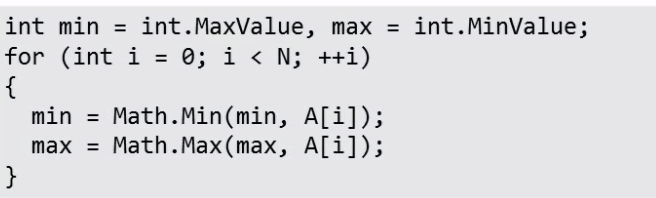 int min = int.MaxValue, max = int.MinValue;
for (int i = 0; i < N; ++i)
{
  min = Math.Min(min, A[i]);
  max = Math.Max(max, A[i]);
}